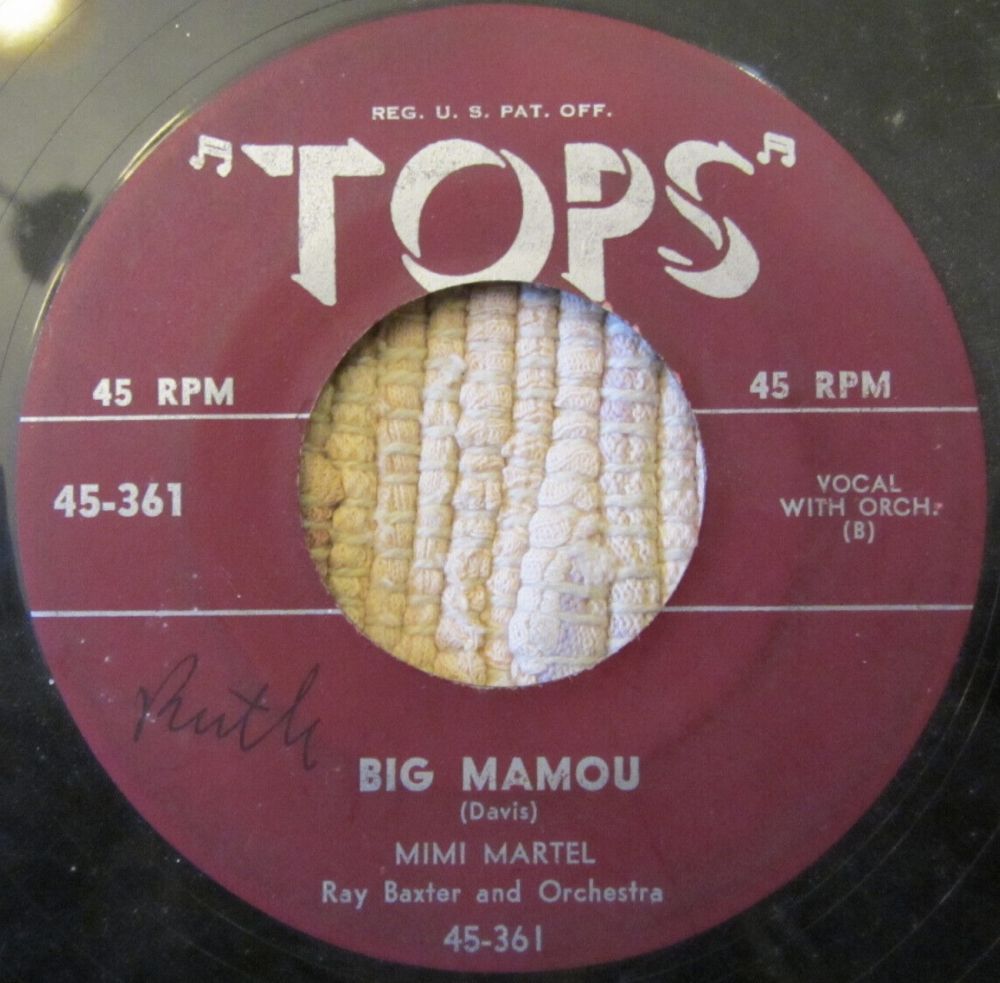 REG. U. S. PAT. OFF.
"TOPS"
45 RPM
45 RPM
45-361
VOCAL
WITH ORCH.
(B)
Ruth
BIG MAMOU
(Davis)
MIMI MARTEL
Ray Baxter and Orchestra
45-361